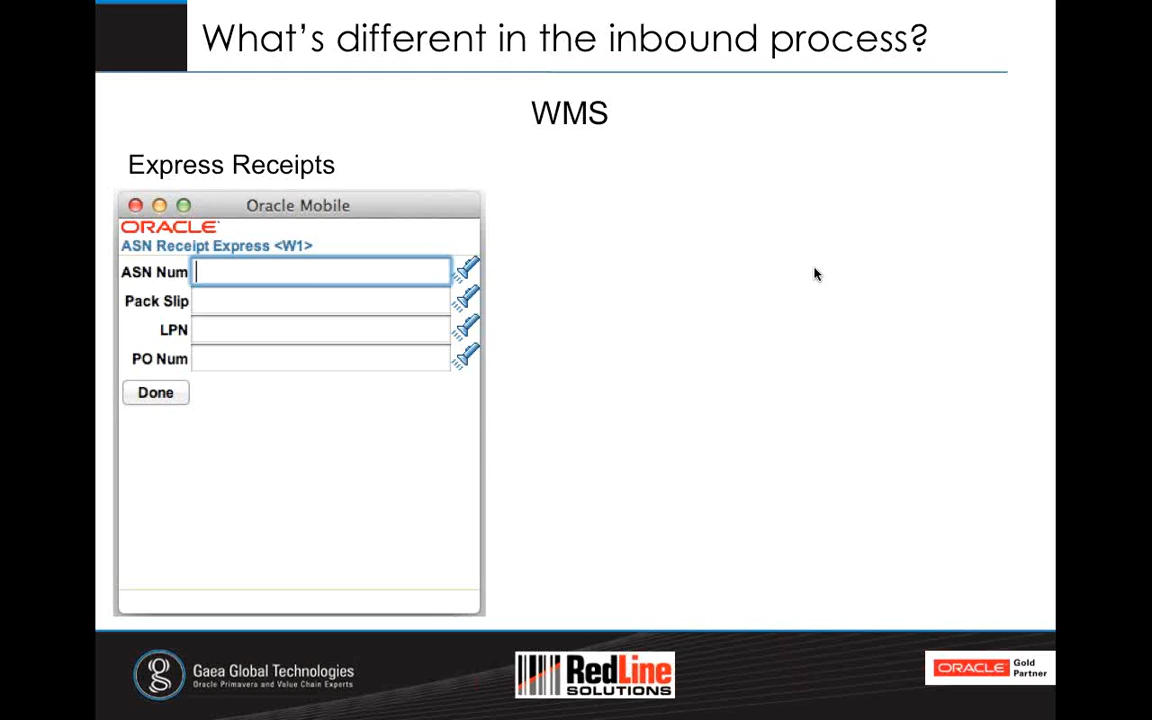 What's different in the inbound process?
WMS
Express Receipts
Oracle Mobile
ORACLE
ASN Receipt Express <W1>
ASN Num
Pack Slip
LPN
PO Num
Done
g Gaea Global Technologies
Oracle Primavera and Value Chain Experts
RedLine
SOLUTIONS
ORACLE Gold
Partner